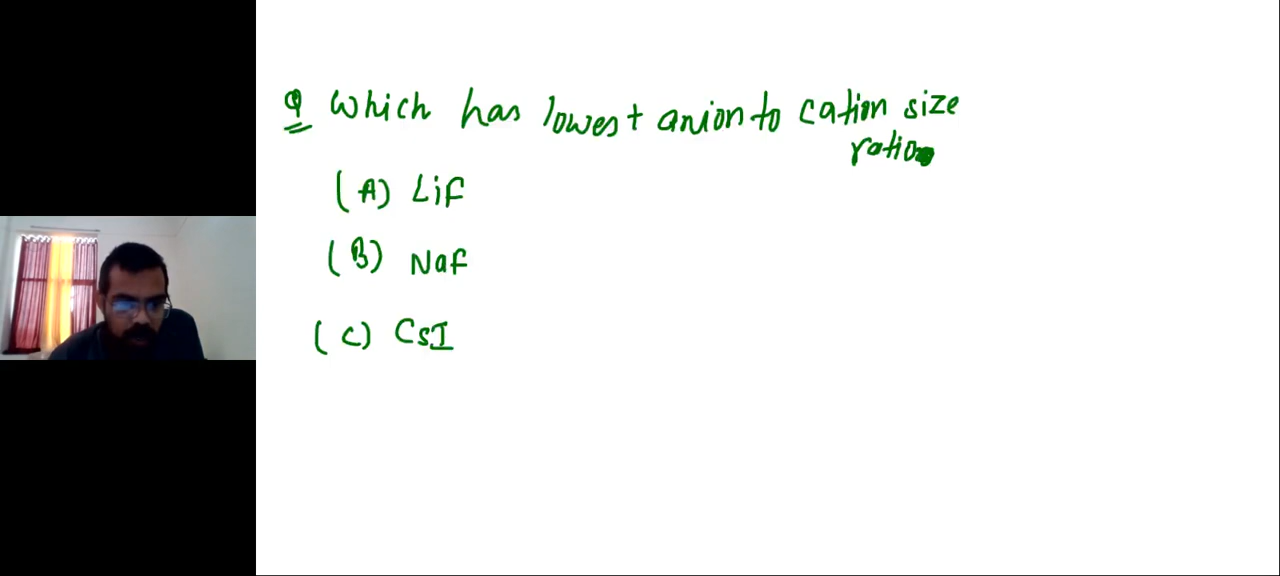 Q which has lowest anion to cation size
ratio
(A) LiF
(B) NaF
(C) CsI